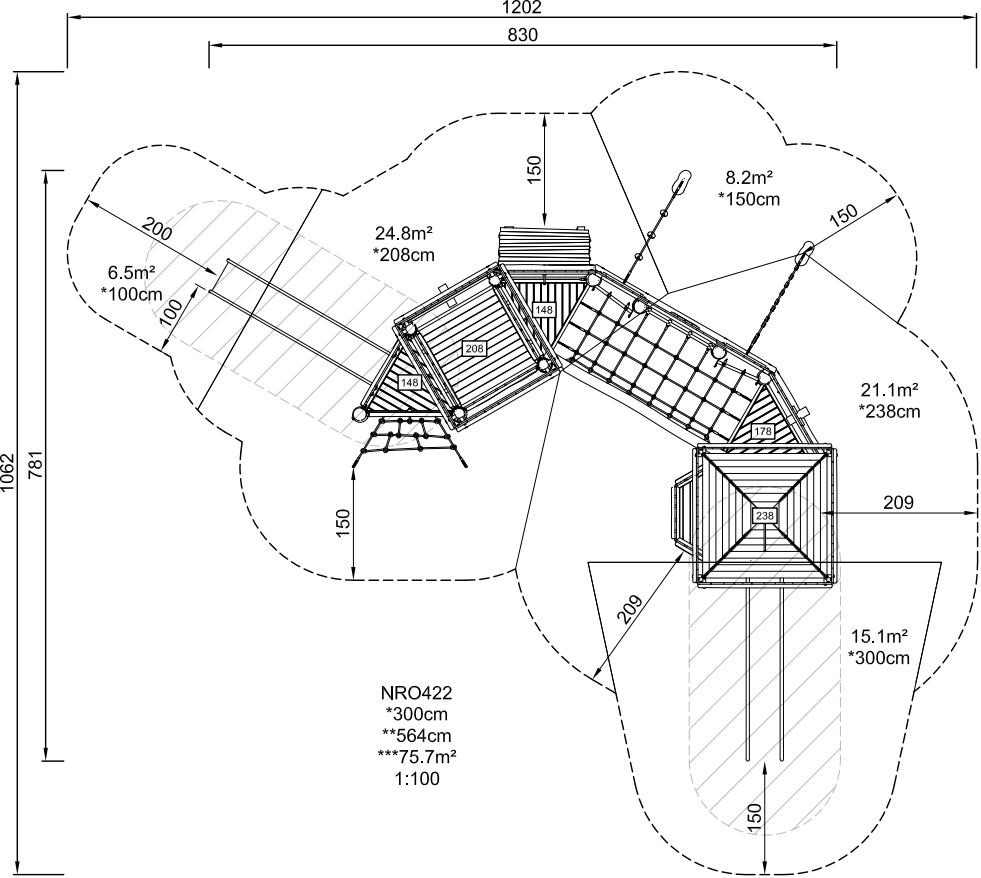 1202
830
150
8.2m²
*150cm
150
200
24.8m²
*208cm
6.5m²
*100cm
100
148
208
148
21.1m²
*238cm
178
1062
781
150
238
209
209
15.1m²
*300cm
NRO422
*300cm
**564cm
***75.7m²
1:100
150